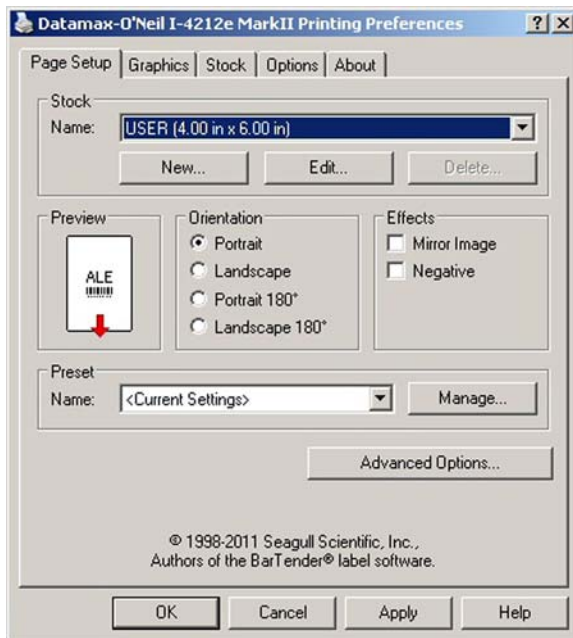 Datamax-O'Neil I-4212e MarkII Printing Preferences
Page Setup Graphics Stock Options About
Stock
Name: USER (4.00 in x 6.00 in)
New... Edit... Delete...
Preview Orientation Effects
Portrait Mirror Image
ALE Landscape Negative
Portrait 180°
Landscape 180°
Preset
Name: <Current Settings> Manage...
Advanced Options...
© 1998-2011 Seagull Scientific, Inc.,
Authors of the BarTender® label software.
OK Cancel Apply Help